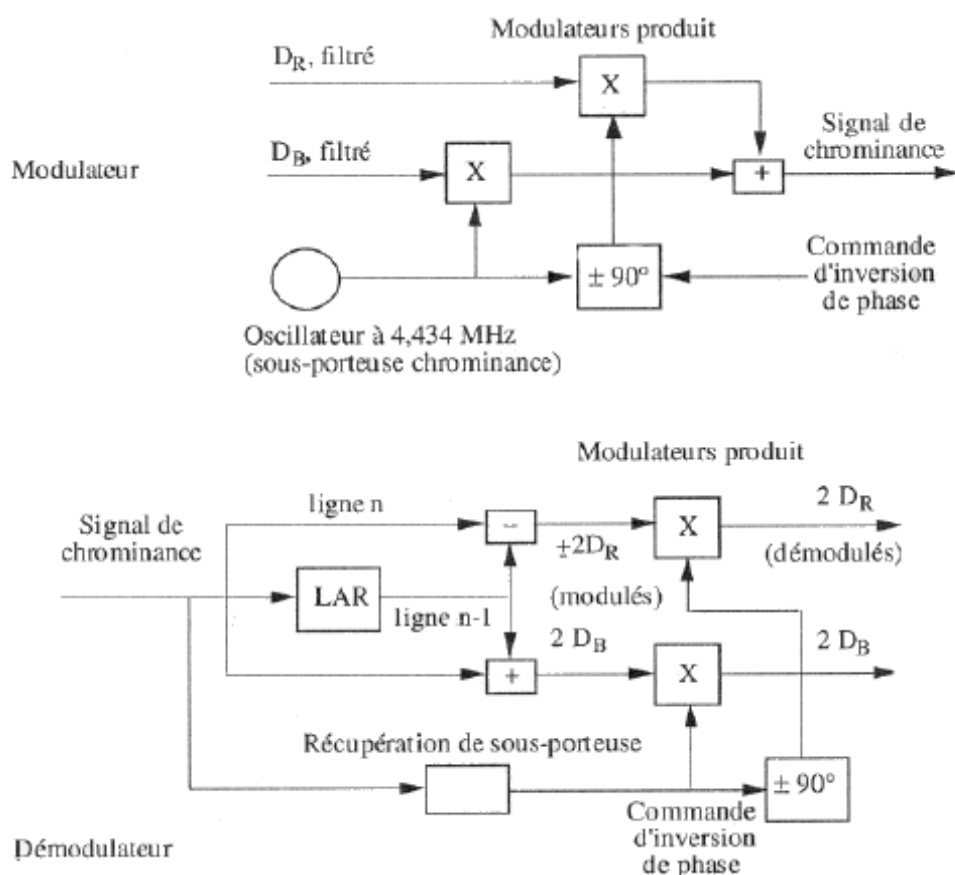 Modulateurs produit
D_R, filtré
X
Signal de
chrominance
D_B, filtré
Modulateur
X
+
Commande
d'inversion
de phase
± 90°
Oscillateur à 4,434 MHz
(sous-porteuse chrominance)
Modulateurs produit
ligne n
2 D_R
Signal de
chrominance
–
X
±2D_R
(démodulés)
LAR
(modulés)
ligne n-1
2 D_B
2 D_B
+
X
Récupération de sous-porteuse
± 90°
Commande
d'inversion
de phase
Démodulateur